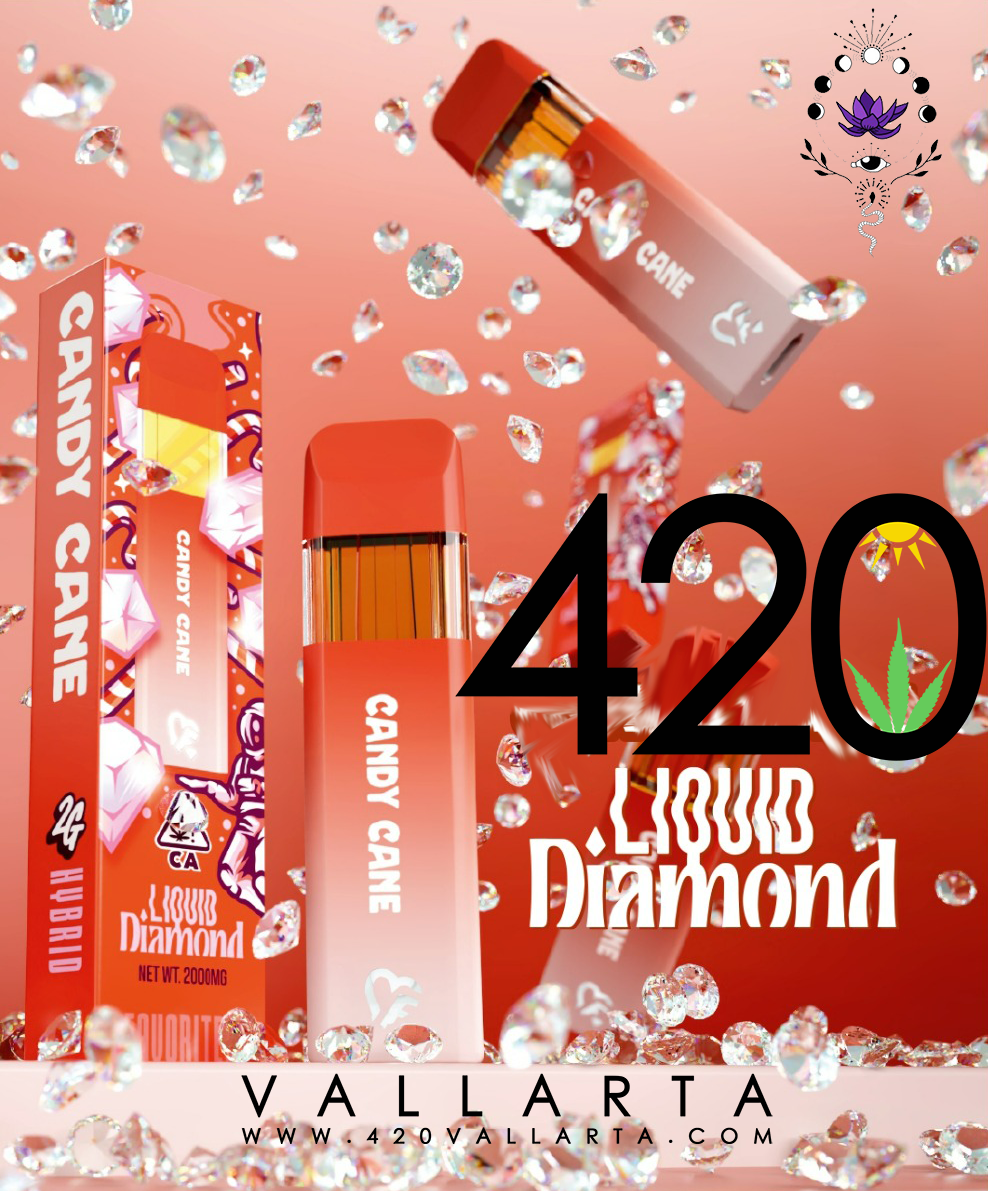 CANDY CANE
CANDY CANE
2G
HYBRID
CANDY CANE
CA
LIQUID
Diamond
NET WT. 2000MG
FAVORITE
CANDY CANE
420
LIQUID
Diamond
VALLARTA
WWW.420VALLARTA.COM